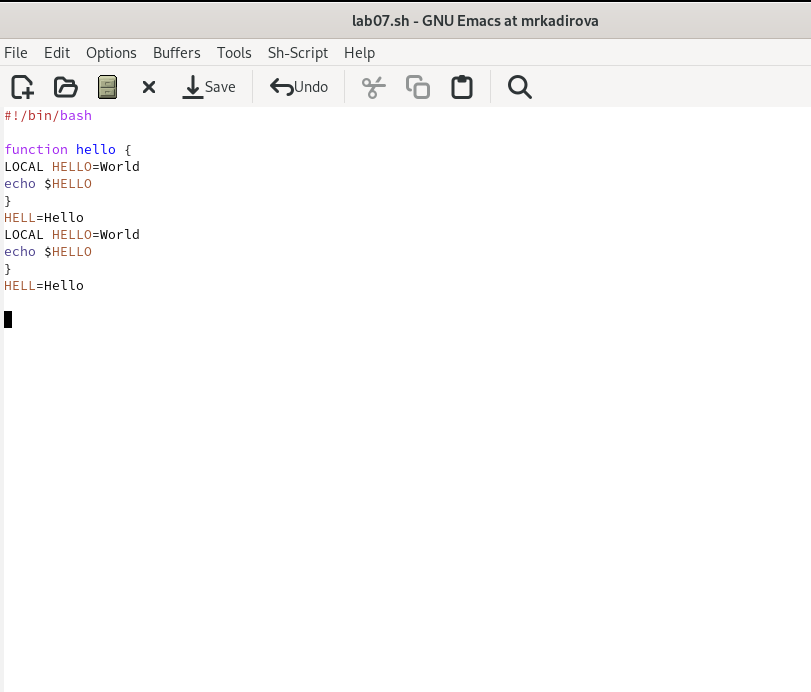 lab07.sh - GNU Emacs at mrkadirova
File Edit Options Buffers Tools Sh-Script Help
Save Undo
#!/bin/bash
function hello {
LOCAL HELLO=World
echo $HELLO
}
HELL=Hello
LOCAL HELLO=World
echo $HELLO
}
HELL=Hello